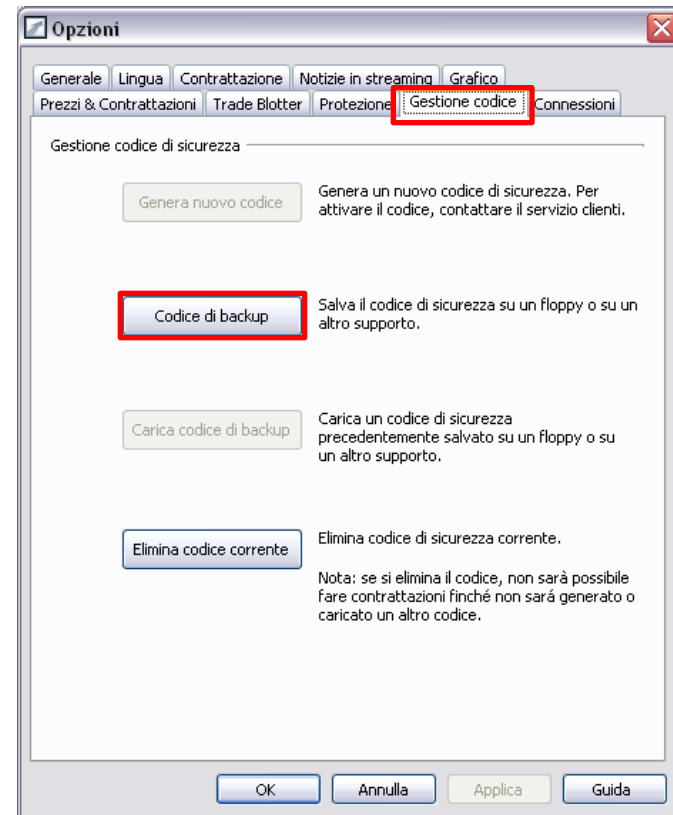 Opzioni
Generale Lingua Contrattazione Notizie in streaming Grafico
Prezzi & Contrattazioni Trade Blotter Protezione Gestione codice Connessioni
Gestione codice di sicurezza
Genera nuovo codice
Genera un nuovo codice di sicurezza. Per
attivare il codice, contattare il servizio clienti.
Codice di backup
Salva il codice di sicurezza su un floppy o su un
altro supporto.
Carica codice di backup
Carica un codice di sicurezza
precedentemente salvato su un floppy o su
un altro supporto.
Elimina codice corrente
Elimina codice di sicurezza corrente.
Nota: se si elimina il codice, non sarà possibile
fare contrattazioni finché non sará generato o
caricato un altro codice.
OK Annulla Applica Guida